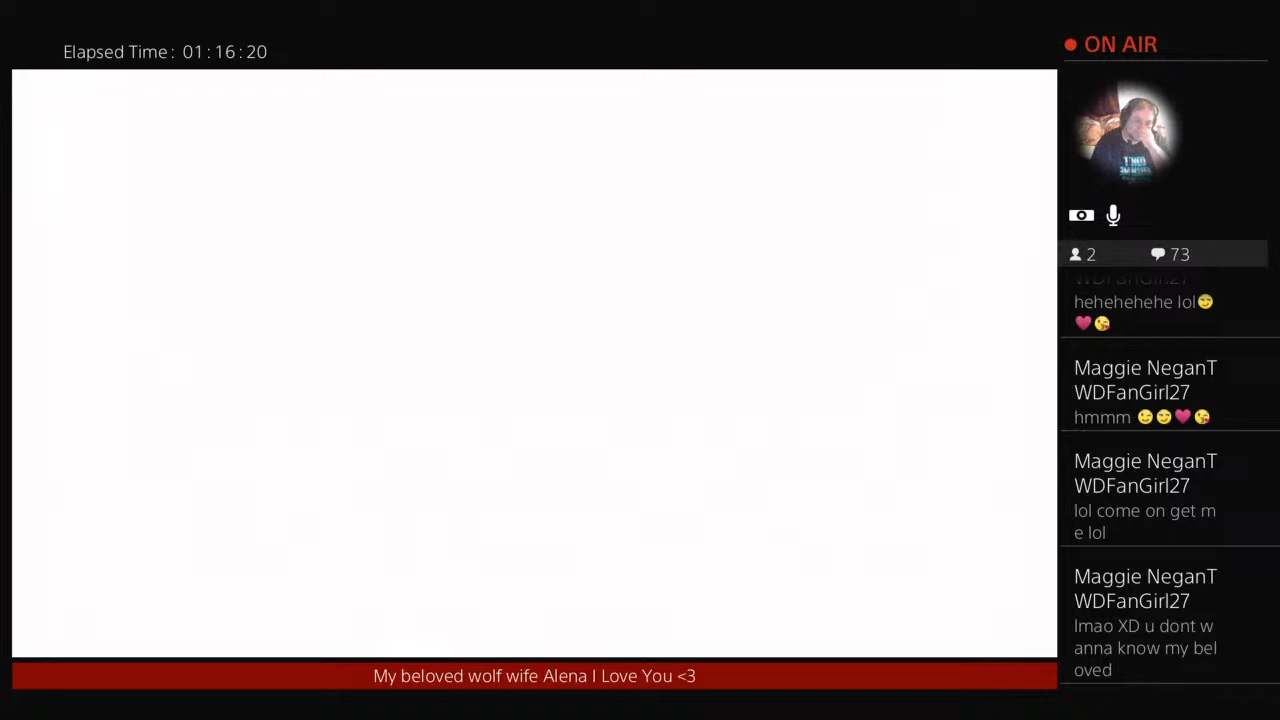 Elapsed Time: 01:16:20
ON AIR
2 73
WDFanGirl27
hehehehehe lol😌
❤😘
Maggie NeganT
WDFanGirl27
hmmm 😉😌❤😘
Maggie NeganT
WDFanGirl27
lol come on get m
e lol
Maggie NeganT
WDFanGirl27
lmao XD u dont w
anna know my bel
oved
My beloved wolf wife Alena I Love You <3